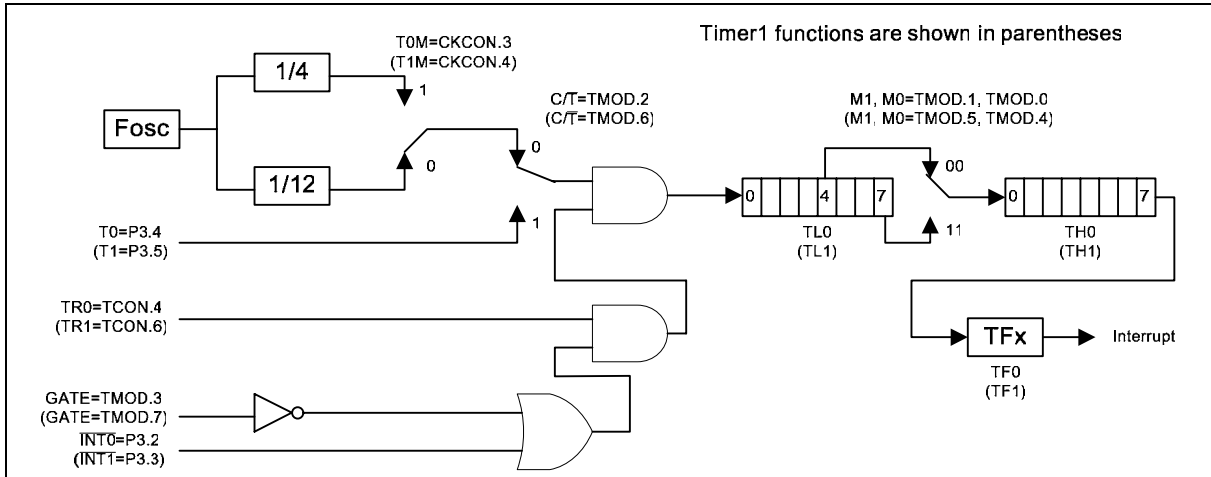 Timer1 functions are shown in parentheses
T0M=CKCON.3
(T1M=CKCON.4)
1/4
1
C/T̅=TMOD.2
(C/T̅=TMOD.6)
M1, M0=TMOD.1, TMOD.0
(M1, M0=TMOD.5, TMOD.4)
Fosc
0
0
00
1/12
0 4 7
0 7
T0=P3.4
(T1=P3.5)
1
11
TL0
(TL1)
TH0
(TH1)
TR0=TCON.4
(TR1=TCON.6)
TFx
Interrupt
TF0
(TF1)
GATE=TMOD.3
(GATE=TMOD.7)
I̅N̅T̅0̅=P3.2
(I̅N̅T̅1̅=P3.3)